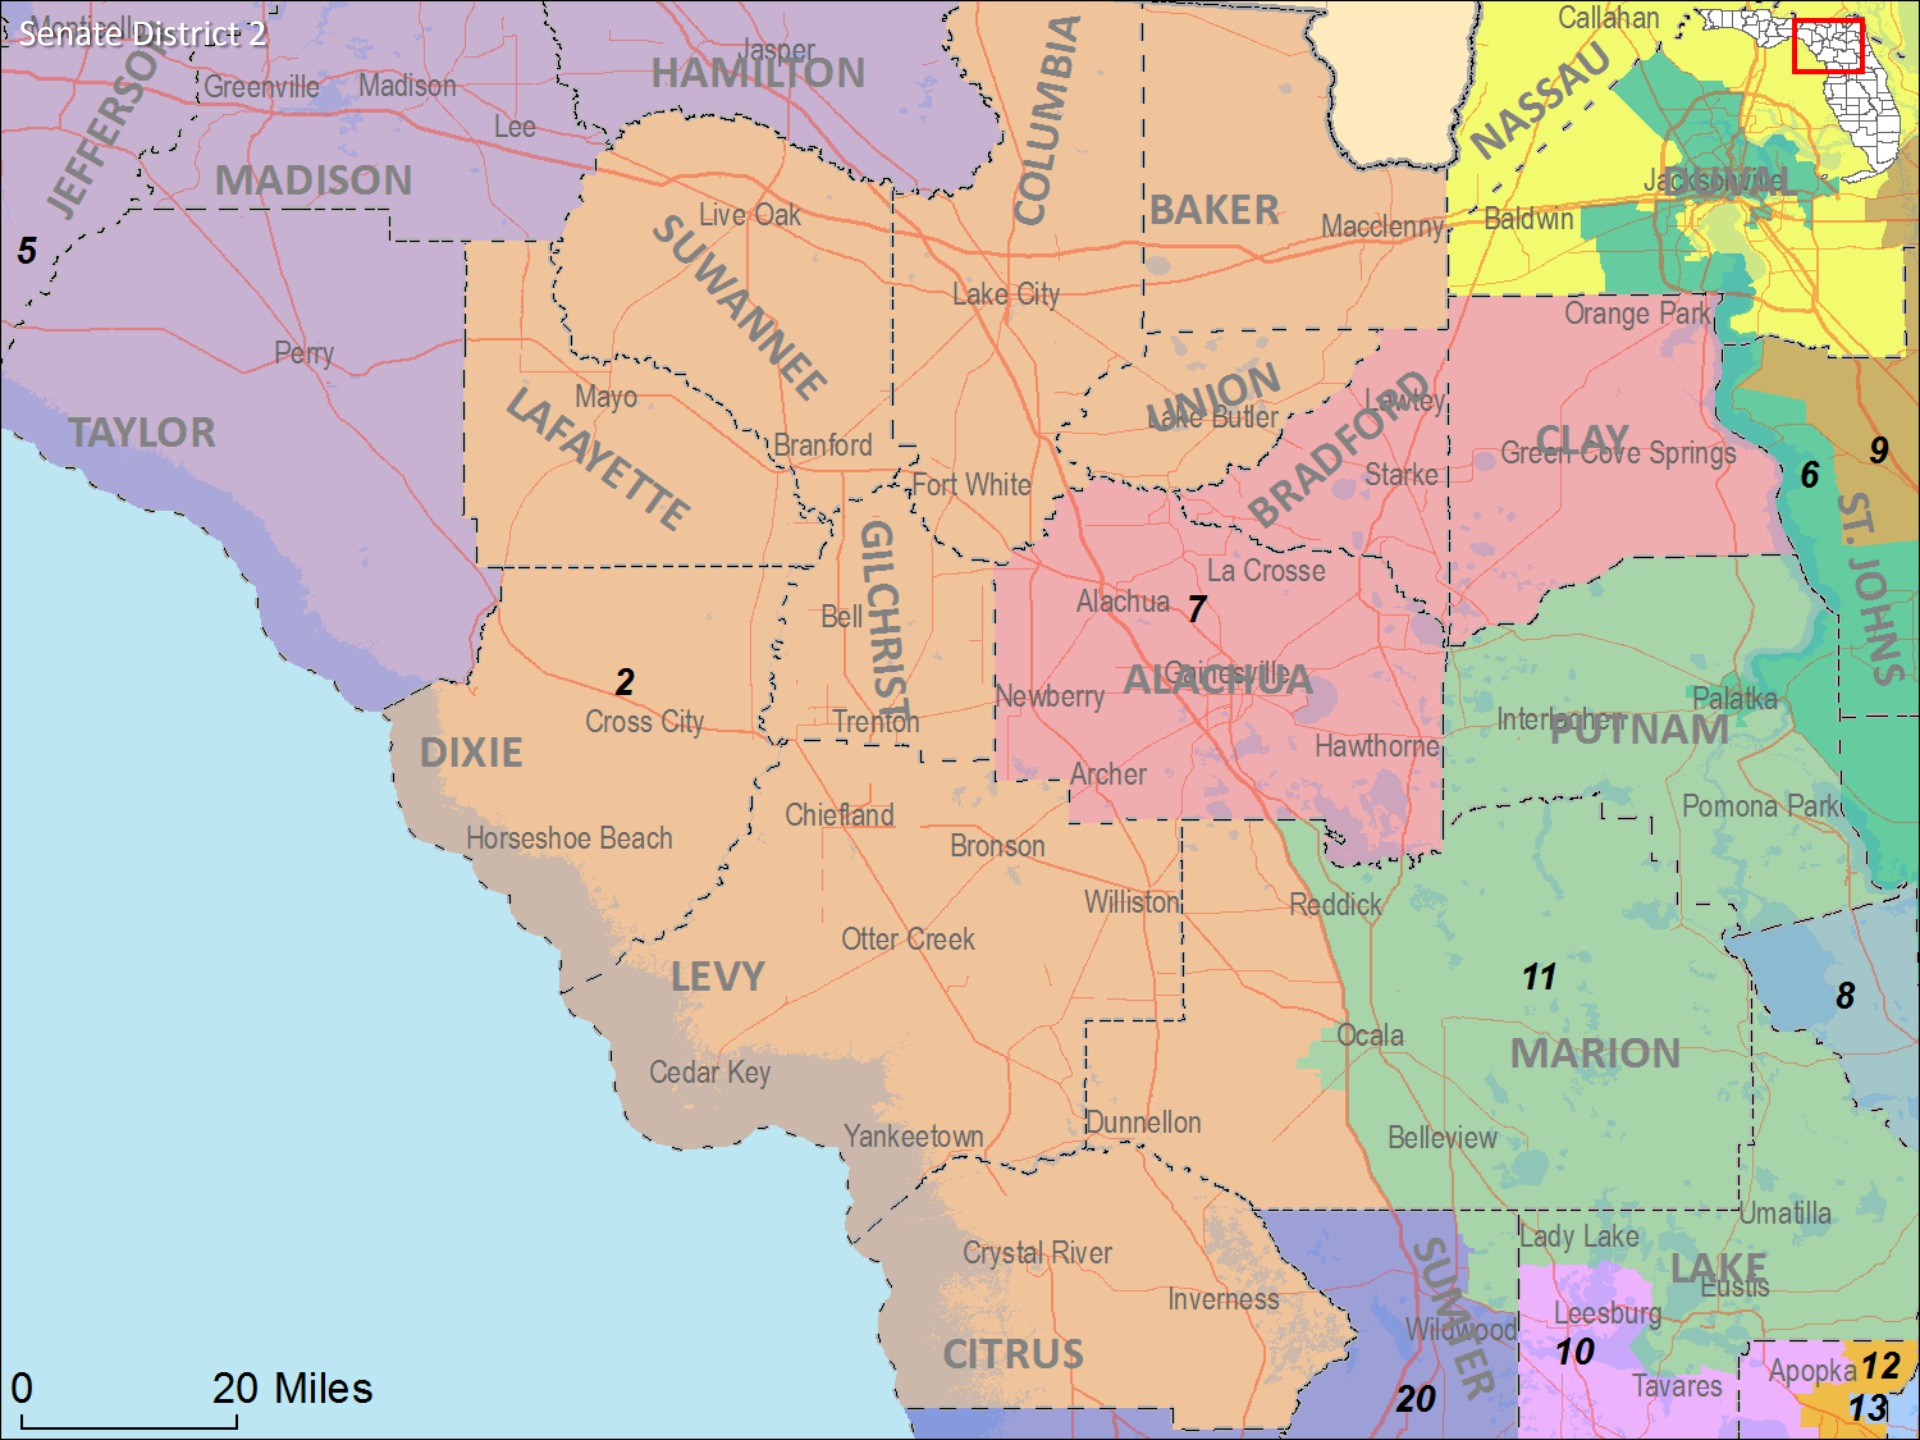 Senate District 2
Monticello
Callahan
Jasper
HAMILTON
COLUMBIA
JEFFERSON
Greenville
Madison
NASSAU
Lee
MADISON
Jacksonville
DUVAL
BAKER
Live Oak
Macclenny
Baldwin
5
SUWANNEE
Lake City
Orange Park
Perry
UNION
Mayo
LAFAYETTE
Lake Butler
Lawtey
BRADFORD
TAYLOR
Branford
CLAY
Green Cove Springs
9
Starke
6
Fort White
ST. JOHNS
GILCHRIST
La Crosse
Alachua
7
Bell
Gainesville
ALACHUA
2
Newberry
Palatka
Cross City
Trenton
Interlachen
PUTNAM
DIXIE
Hawthorne
Archer
Chiefland
Pomona Park
Horseshoe Beach
Bronson
Williston
Reddick
Otter Creek
LEVY
11
8
Ocala
MARION
Cedar Key
Dunnellon
Yankeetown
Belleview
Umatilla
Lady Lake
Crystal River
SUMTER
LAKE
Eustis
Inverness
Leesburg
Wildwood
CITRUS
10
Apopka
12
0 20 Miles
Tavares
20
13